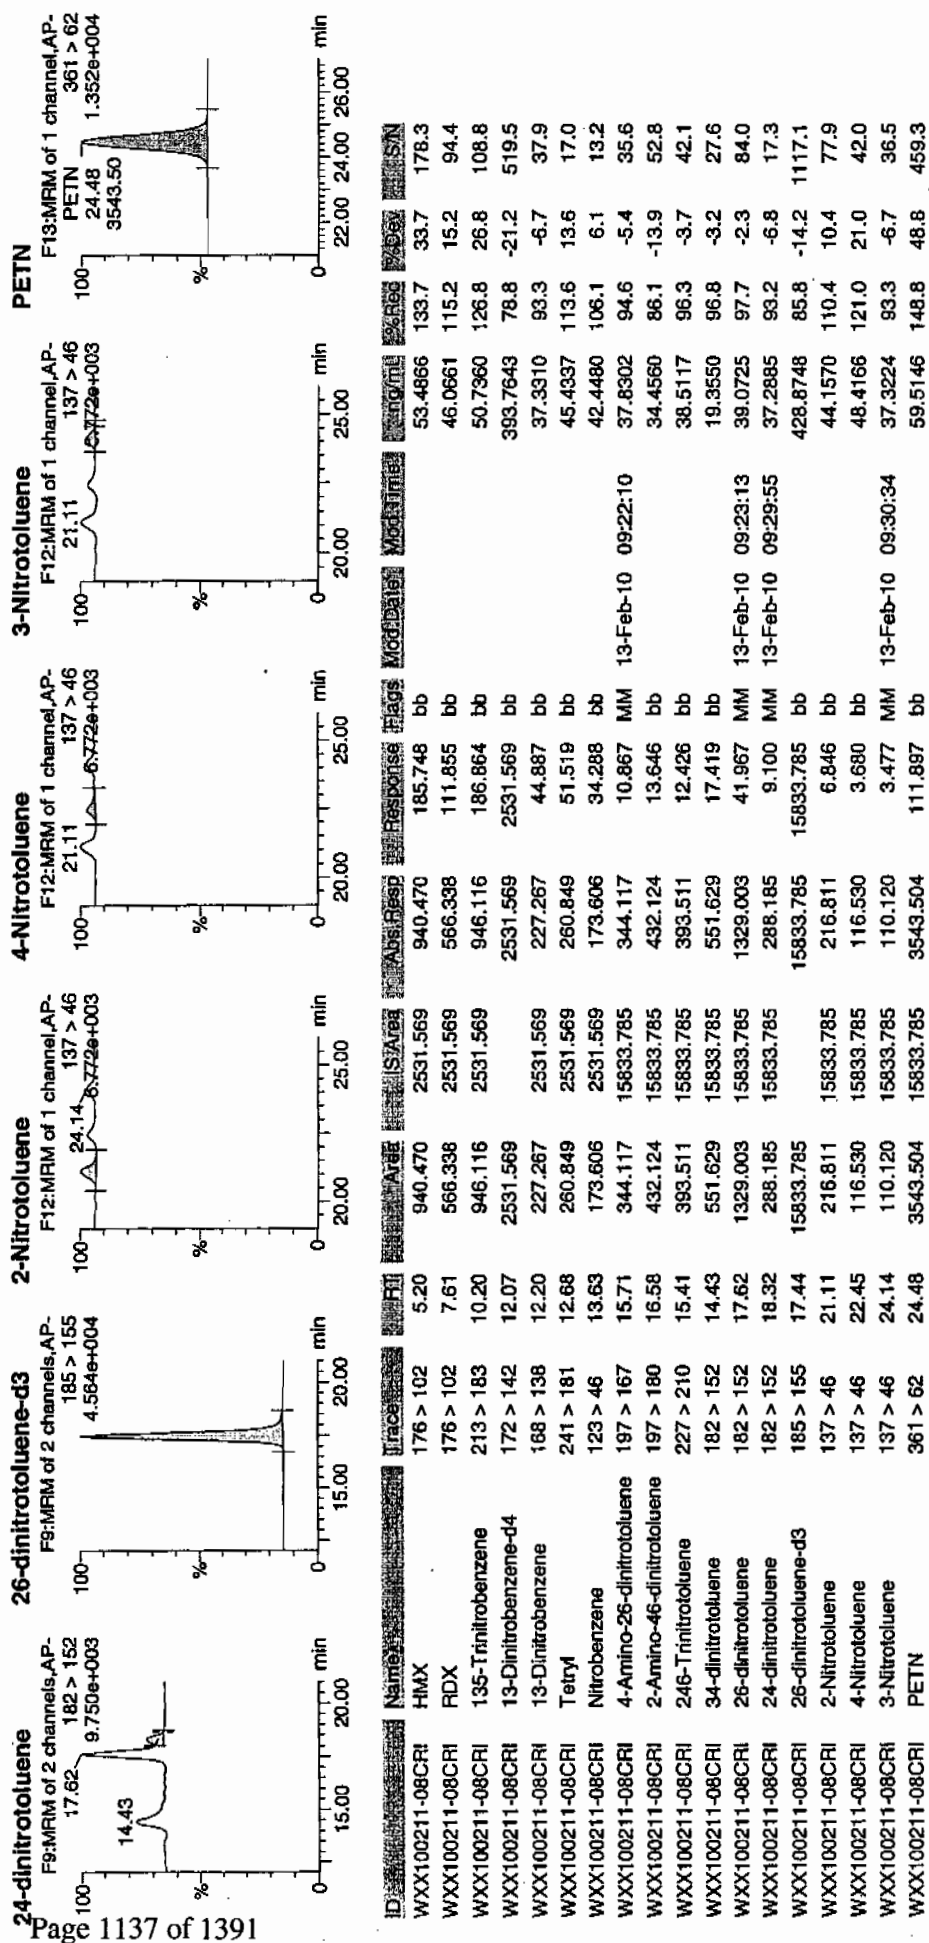 24-dinitrotoluene
F9:MRM of 2 channels,AP-
182 > 152
9.750e+003
17.62
14.43
100
%
0
15.00 20.00 min
26-dinitrotoluene-d3
F9:MRM of 2 channels,AP-
185 > 155
4.564e+004
100
%
0
15.00 20.00 min
2-Nitrotoluene
F12:MRM of 1 channel,AP-
137 > 46
6.772e+003
24.14
100
%
0
20.00 25.00 min
4-Nitrotoluene
F12:MRM of 1 channel,AP-
137 > 46
6.772e+003
21.11
100
%
0
20.00 25.00 min
3-Nitrotoluene
F12:MRM of 1 channel,AP-
137 > 46
6.772e+003
21.11
100
%
0
20.00 25.00 min
PETN
F13:MRM of 1 channel,AP-
361 > 62
1.352e+004
PETN
24.48
3543.50
100
%
0
22.00 24.00 26.00 min
ID Name Trace RT Area IS Area Abs.Resp Response Flags Mod.Date Mod.Time ng/mL %Rec %Dev S/N
WXX100211-08CRI HMX 176 > 102 5.20 940.470 2531.569 940.470 185.748 bb 53.4866 133.7 33.7 178.3
WXX100211-08CRI RDX 176 > 102 7.61 566.338 2531.569 566.338 111.855 bb 46.0661 115.2 15.2 94.4
WXX100211-08CRI 135-Trinitrobenzene 213 > 183 10.20 946.116 2531.569 946.116 186.864 bb 50.7360 126.8 26.8 108.8
WXX100211-08CRI 13-Dinitrobenzene-d4 172 > 142 12.07 2531.569 2531.569 2531.569 bb 393.7643 78.8 -21.2 519.5
WXX100211-08CRI 13-Dinitrobenzene 168 > 138 12.20 227.267 2531.569 227.267 44.887 bb 37.3310 93.3 -6.7 37.9
WXX100211-08CRI Tetryl 241 > 181 12.68 260.849 2531.569 260.849 51.519 bb 45.4337 113.6 13.6 17.0
WXX100211-08CRI Nitrobenzene 123 > 46 13.63 173.606 2531.569 173.606 34.288 bb 42.4480 106.1 6.1 13.2
WXX100211-08CRI 4-Amino-26-dinitrotoluene 197 > 167 15.71 344.117 15833.785 344.117 10.867 MM 13-Feb-10 09:22:10 37.8302 94.6 -5.4 35.6
WXX100211-08CRI 2-Amino-46-dinitrotoluene 197 > 180 16.58 432.124 15833.785 432.124 13.646 bb 34.4560 86.1 -13.9 52.8
WXX100211-08CRI 246-Trinitrotoluene 227 > 210 15.41 393.511 15833.785 393.511 12.426 bb 38.5117 96.3 -3.7 42.1
WXX100211-08CRI 34-dinitrotoluene 182 > 152 14.43 551.629 15833.785 551.629 17.419 bb 19.3550 96.8 -3.2 27.6
WXX100211-08CRI 26-dinitrotoluene 182 > 152 17.62 1329.003 15833.785 1329.003 41.967 MM 13-Feb-10 09:23:13 39.0725 97.7 -2.3 84.0
WXX100211-08CRI 24-dinitrotoluene 182 > 152 18.32 288.185 15833.785 288.185 9.100 MM 13-Feb-10 09:29:55 37.2885 93.2 -6.8 17.3
WXX100211-08CRI 26-dinitrotoluene-d3 185 > 155 17.44 15833.785 15833.785 15833.785 bb 428.8748 85.8 -14.2 1117.1
WXX100211-08CRI 2-Nitrotoluene 137 > 46 21.11 216.811 15833.785 216.811 6.846 bb 44.1570 110.4 10.4 77.9
WXX100211-08CRI 4-Nitrotoluene 137 > 46 22.45 116.530 15833.785 116.530 3.680 bb 48.4166 121.0 21.0 42.0
WXX100211-08CRI 3-Nitrotoluene 137 > 46 24.14 110.120 15833.785 110.120 3.477 MM 13-Feb-10 09:30:34 37.3224 93.3 -6.7 36.5
WXX100211-08CRI PETN 361 > 62 24.48 3543.504 15833.785 3543.504 111.897 bb 59.5146 148.8 48.8 459.3
Page 1137 of 1391